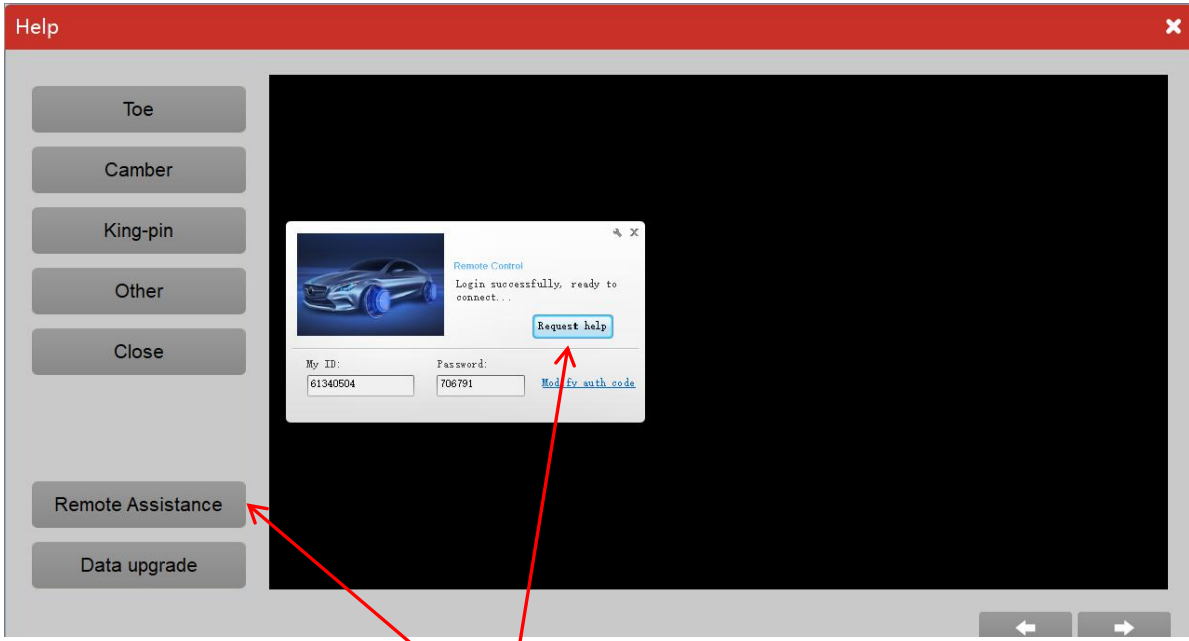 Help
Toe
Camber
King-pin
Other
Close
Remote Assistance
Data upgrade
Remote Control
Login successfully, ready to
connect...
Request help
My ID:
Password:
61340504
706791
Modify auth code